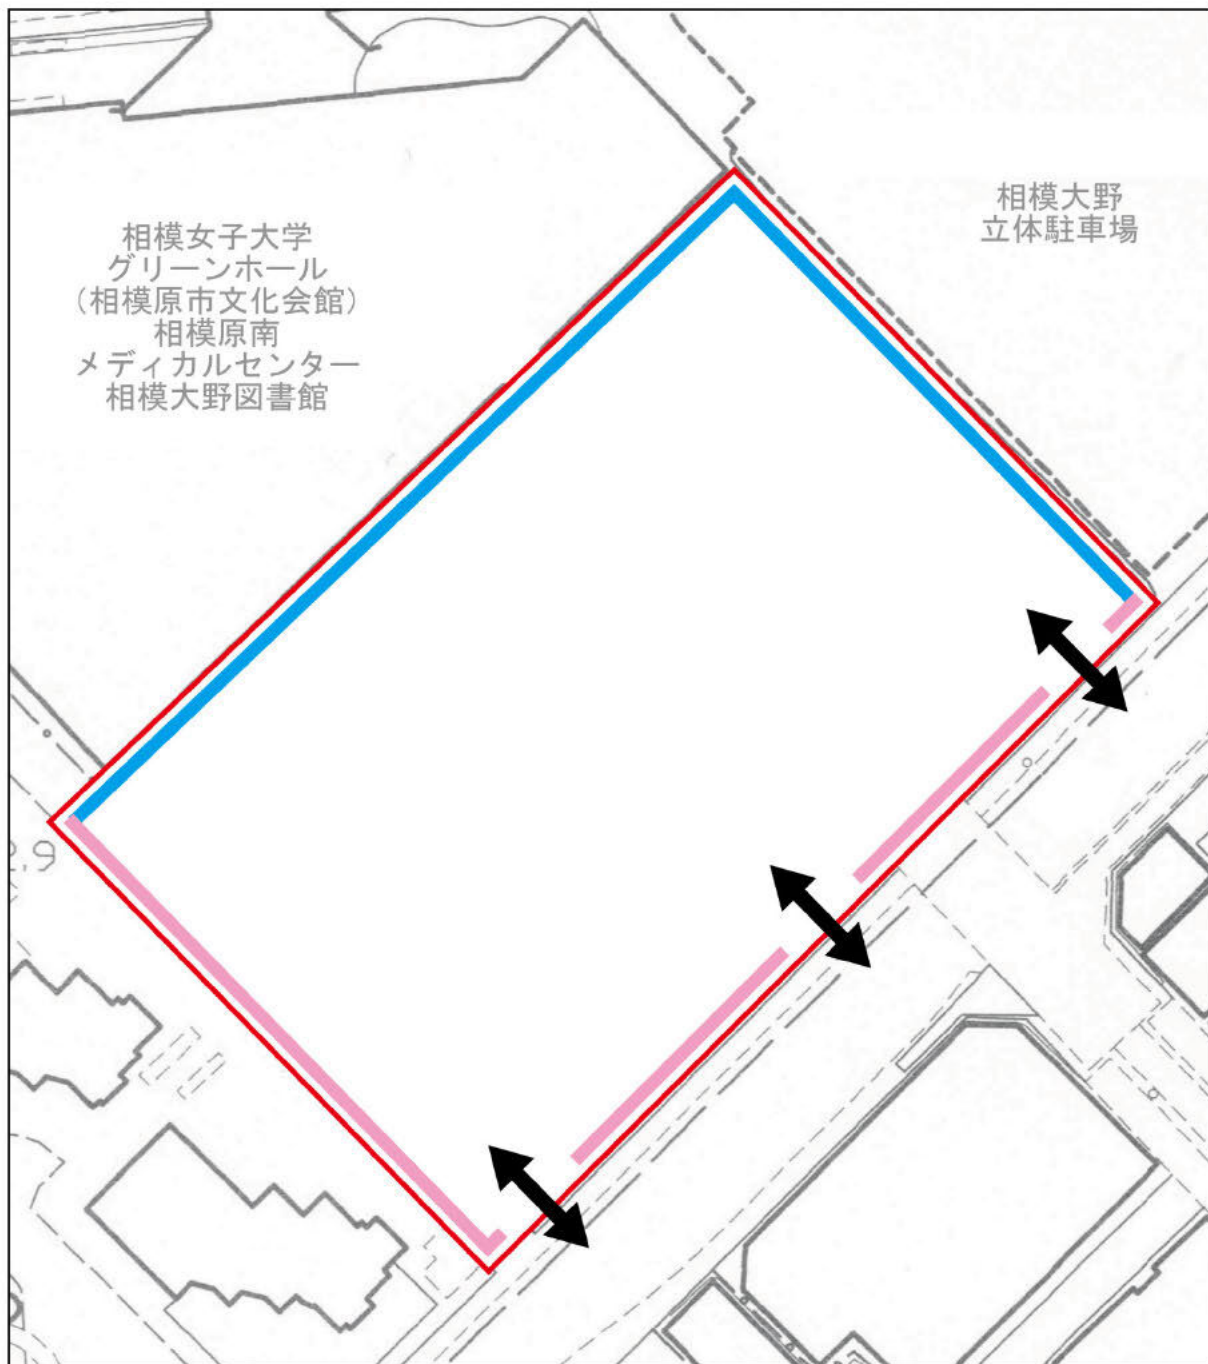 相模女子大学
グリーンホール
（相模原市文化会館）
相模原南
メディカルセンター
相模大野図書館
相模大野
立体駐車場
.9